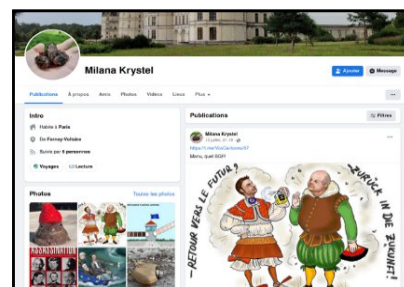 Milana Krystel
Ajouter
Message
Publications À propos Amis Photos Vidéos Lieux Plus
Intro
Habite à Paris
De Ferney-Voltaire
Suivie par 5 personnes
Voyages
Lecture
Photos
Toutes les photos
Publications
Filtres
Milana Krystel
Menu, quel SGP!
—RETOUR VERS LE FUTUR!
—ZURÜCK IN DIE ZUKUNFT!